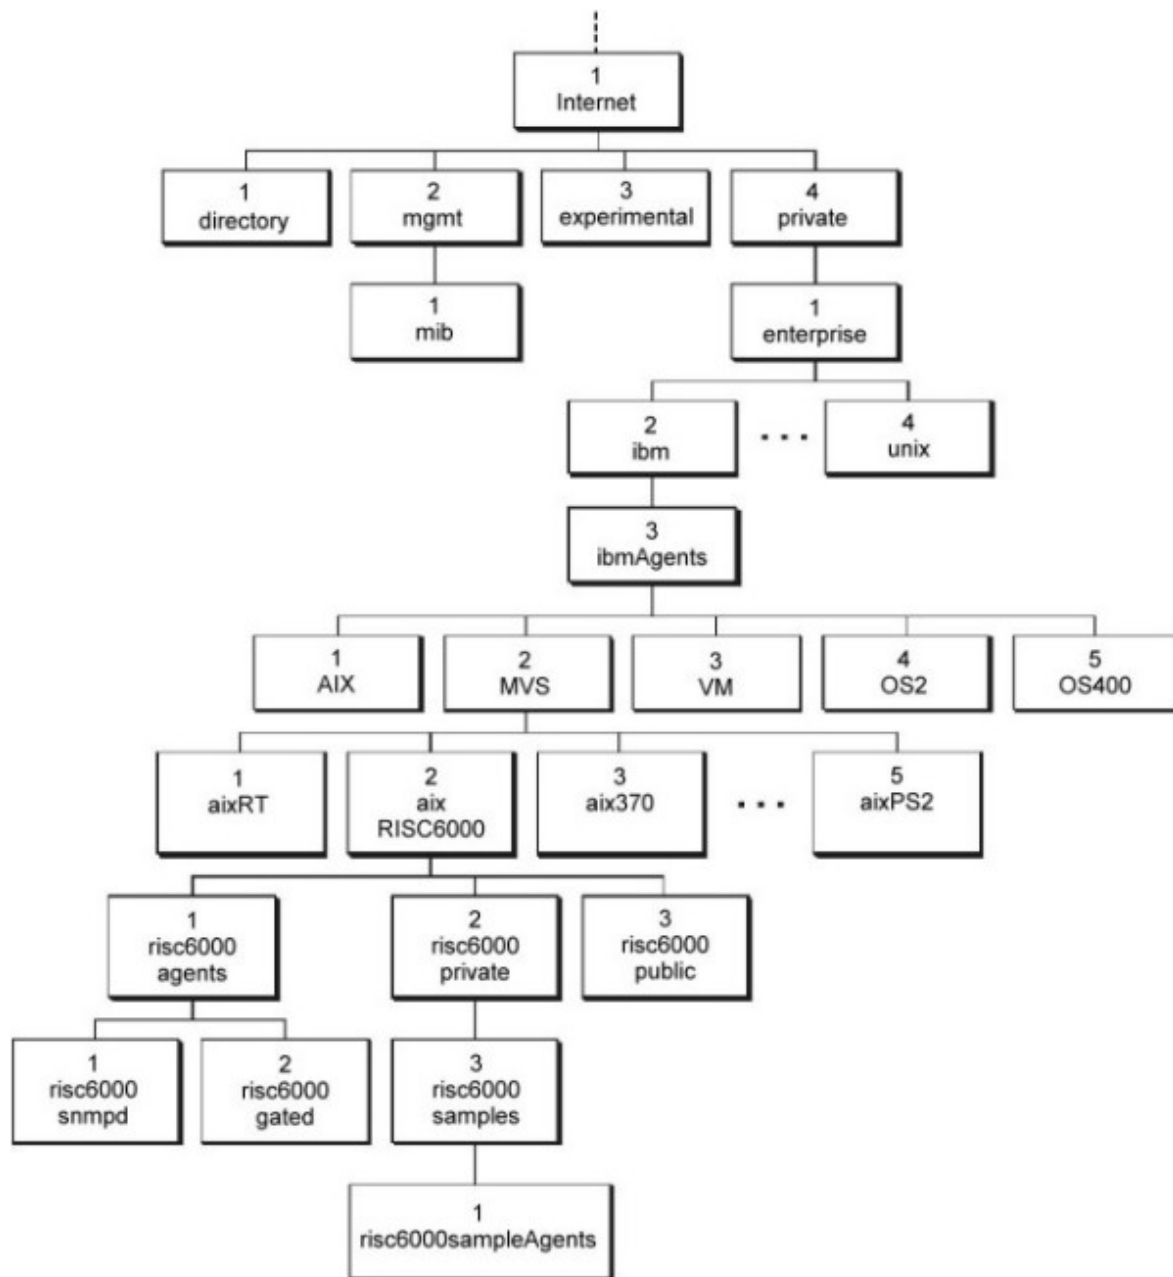 1
Internet
1
directory
2
mgmt
3
experimental
4
private
1
mib
1
enterprise
2
ibm
. . .
4
unix
3
ibmAgents
1
AIX
2
MVS
3
VM
4
OS2
5
OS400
1
aixRT
2
aix
RISC6000
3
aix370
. . .
5
aixPS2
1
risc6000
agents
2
risc6000
private
3
risc6000
public
1
risc6000
snmpd
2
risc6000
gated
3
risc6000
samples
1
risc6000sampleAgents